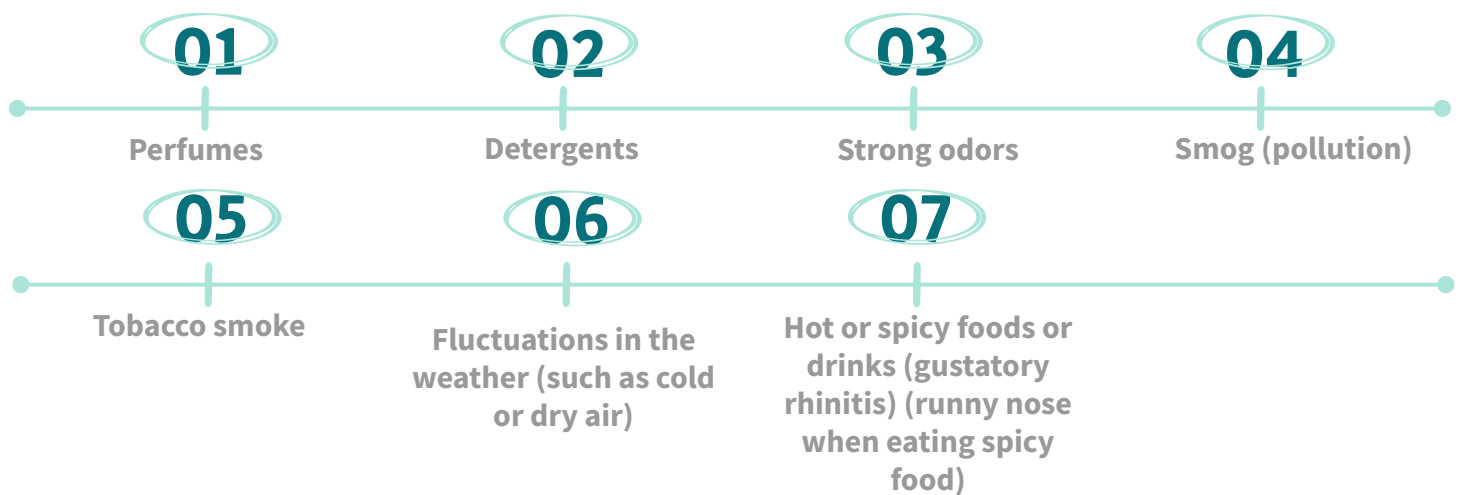 01
02
03
04
Perfumes
Detergents
Strong odors
Smog (pollution)
05
06
07
Tobacco smoke
Fluctuations in the
weather (such as cold
or dry air)
Hot or spicy foods or
drinks (gustatory
rhinitis) (runny nose
when eating spicy
food)